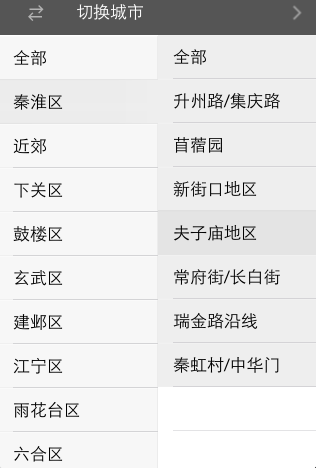 切换城市
全部
秦淮区
近郊
下关区
鼓楼区
玄武区
建邺区
江宁区
雨花台区
六合区
全部
升州路/集庆路
苜蓿园
新街口地区
夫子庙地区
常府街/长白街
瑞金路沿线
秦虹村/中华门